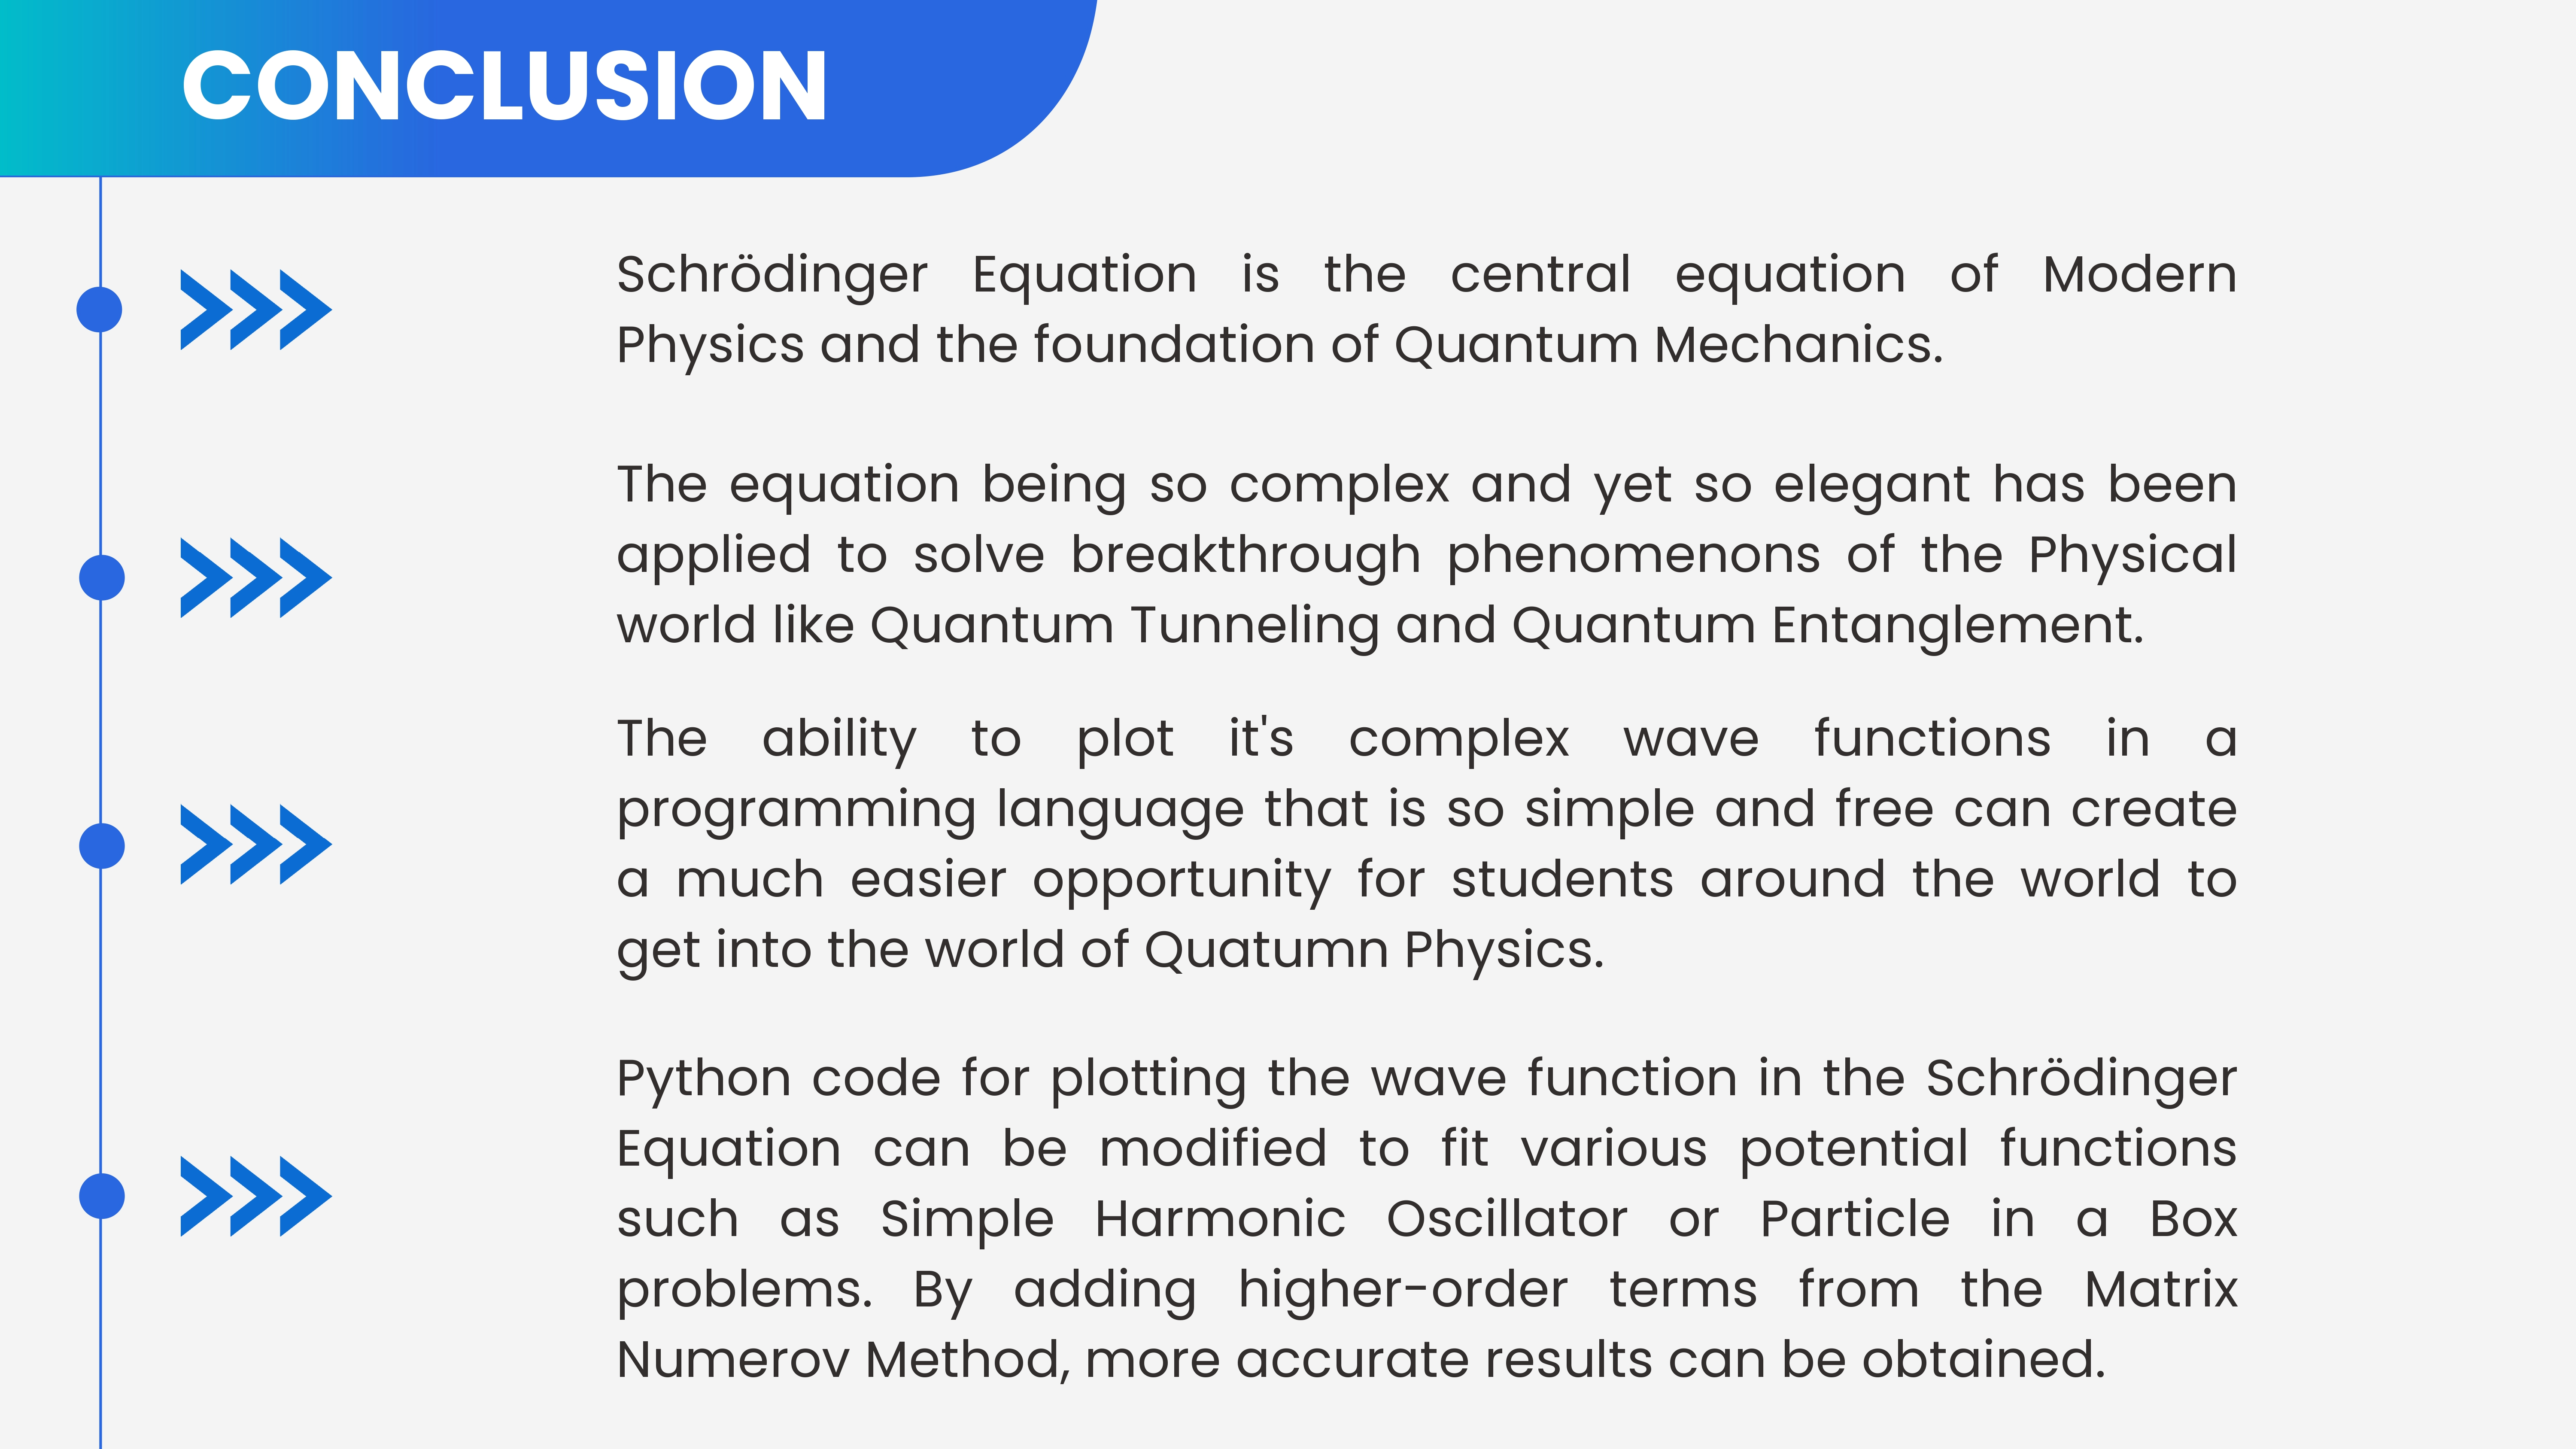 CONCLUSION
Schrödinger Equation is the central equation of Modern
Physics and the foundation of Quantum Mechanics.
The equation being so complex and yet so elegant has been
applied to solve breakthrough phenomenons of the Physical
world like Quantum Tunneling and Quantum Entanglement.
The ability to plot it's complex wave functions in a
programming language that is so simple and free can create
a much easier opportunity for students around the world to
get into the world of Quatumn Physics.
Python code for plotting the wave function in the Schrödinger
Equation can be modified to fit various potential functions
such as Simple Harmonic Oscillator or Particle in a Box
problems. By adding higher-order terms from the Matrix
Numerov Method, more accurate results can be obtained.